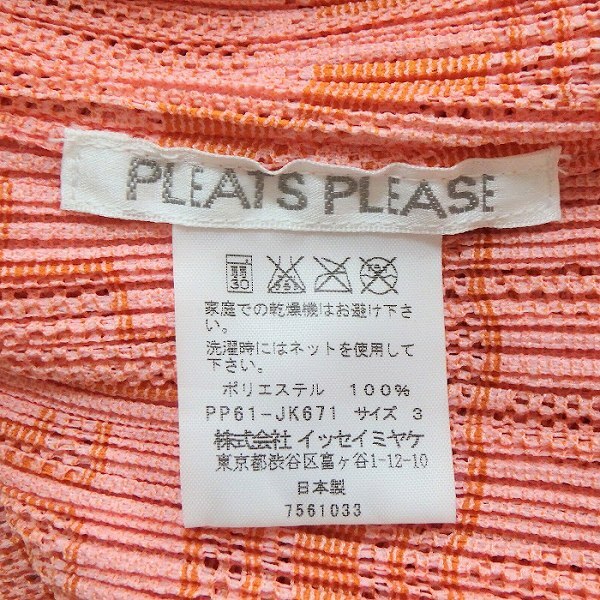 PLEATS PLEASE
弱
30
家庭での乾燥機はお避け下さ
い。
洗濯時にはネットを使用して
下さい。
ポリエステル 100%
PP61-JK671 サイズ 3
株式会社 イッセイミヤケ
東京都渋谷区富ヶ谷1-12-10
日本製
7561033